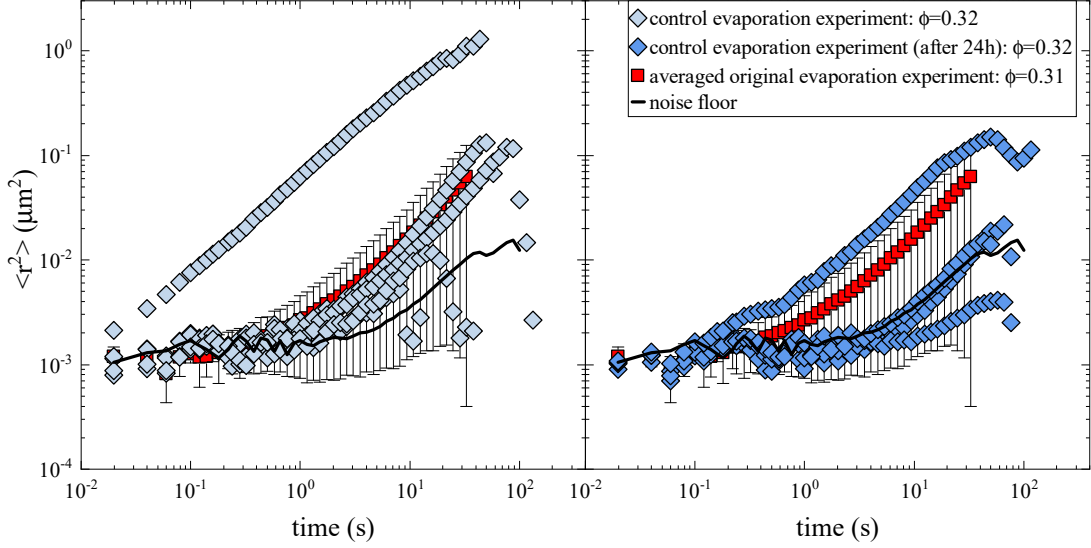 control evaporation experiment: ϕ=0.32
control evaporation experiment (after 24h): ϕ=0.32
averaged original evaporation experiment: ϕ=0.31
noise floor
<r²> (μm²)
10⁰
10⁻¹
10⁻²
10⁻³
10⁻⁴
10⁻² 10⁻¹ 10⁰ 10¹ 10² 10⁻² 10⁻¹ 10⁰ 10¹ 10²
time (s) time (s)